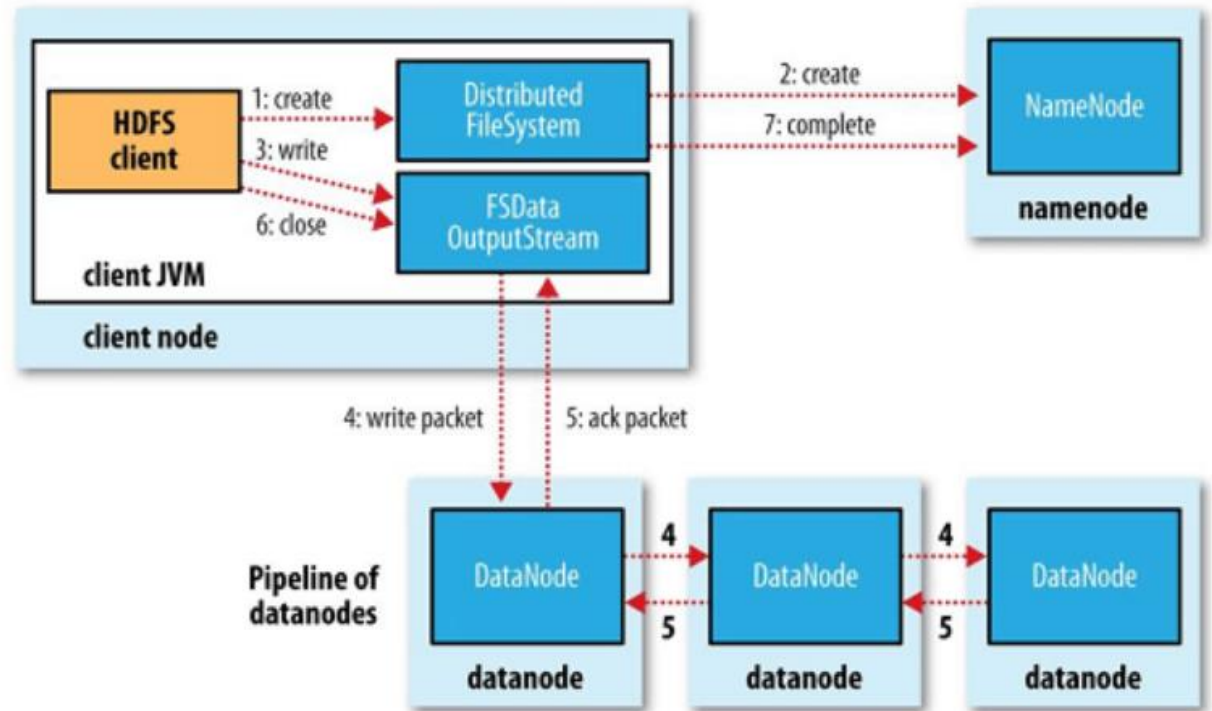 HDFS
client
1: create
3: write
6: close
Distributed
FileSystem
FSData
OutputStream
client JVM
client node
2: create
7: complete
NameNode
namenode
4: write packet
5: ack packet
Pipeline of
datanodes
DataNode
4
5
DataNode
4
5
DataNode
datanode
datanode
datanode